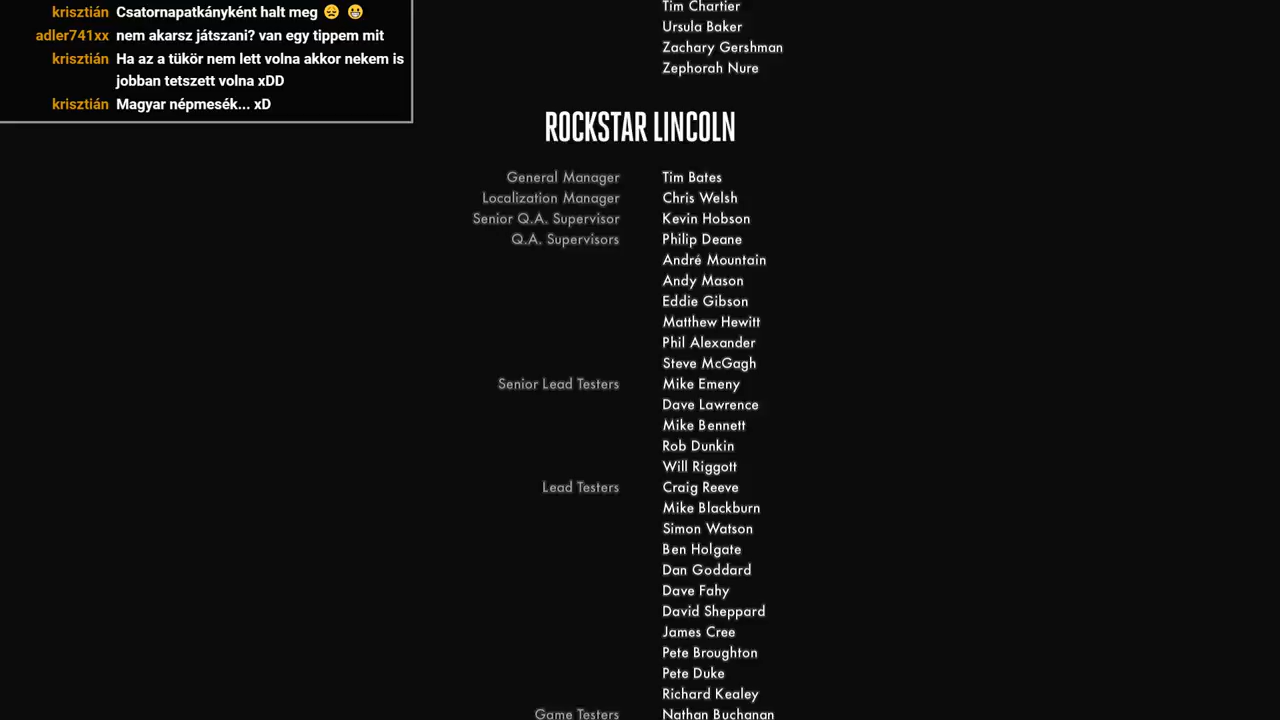 krisztián Csatornapatkányként halt meg 😞 😀
adler741xx nem akarsz játszani? van egy tippem mit
krisztián Ha az a tükör nem lett volna akkor nekem is
jobban tetszett volna xDD
krisztián Magyar népmesék... xD
Tim Chartier
Ursula Baker
Zachary Gershman
Zephorah Nure
ROCKSTAR LINCOLN
General Manager Tim Bates
Localization Manager Chris Welsh
Senior Q.A. Supervisor Kevin Hobson
Q.A. Supervisors Philip Deane
André Mountain
Andy Mason
Eddie Gibson
Matthew Hewitt
Phil Alexander
Steve McGagh
Senior Lead Testers Mike Emeny
Dave Lawrence
Mike Bennett
Rob Dunkin
Will Riggott
Lead Testers Craig Reeve
Mike Blackburn
Simon Watson
Ben Holgate
Dan Goddard
Dave Fahy
David Sheppard
James Cree
Pete Broughton
Pete Duke
Richard Kealey
Game Testers Nathan Buchanan